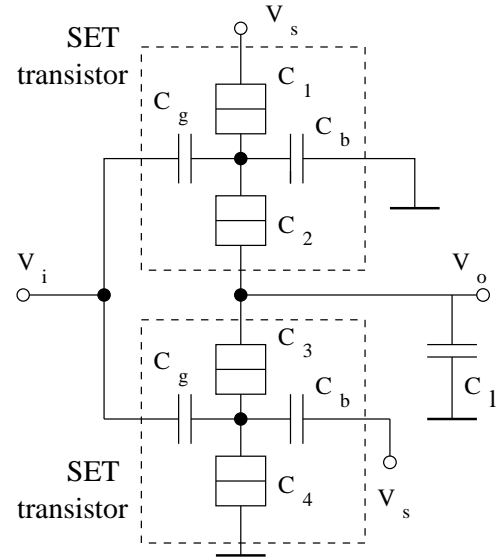 V s
SET
transistor
C 1
C g
C b
C 2
V i
V o
C 3
C g
C b
C l
C 4
SET
transistor
V s